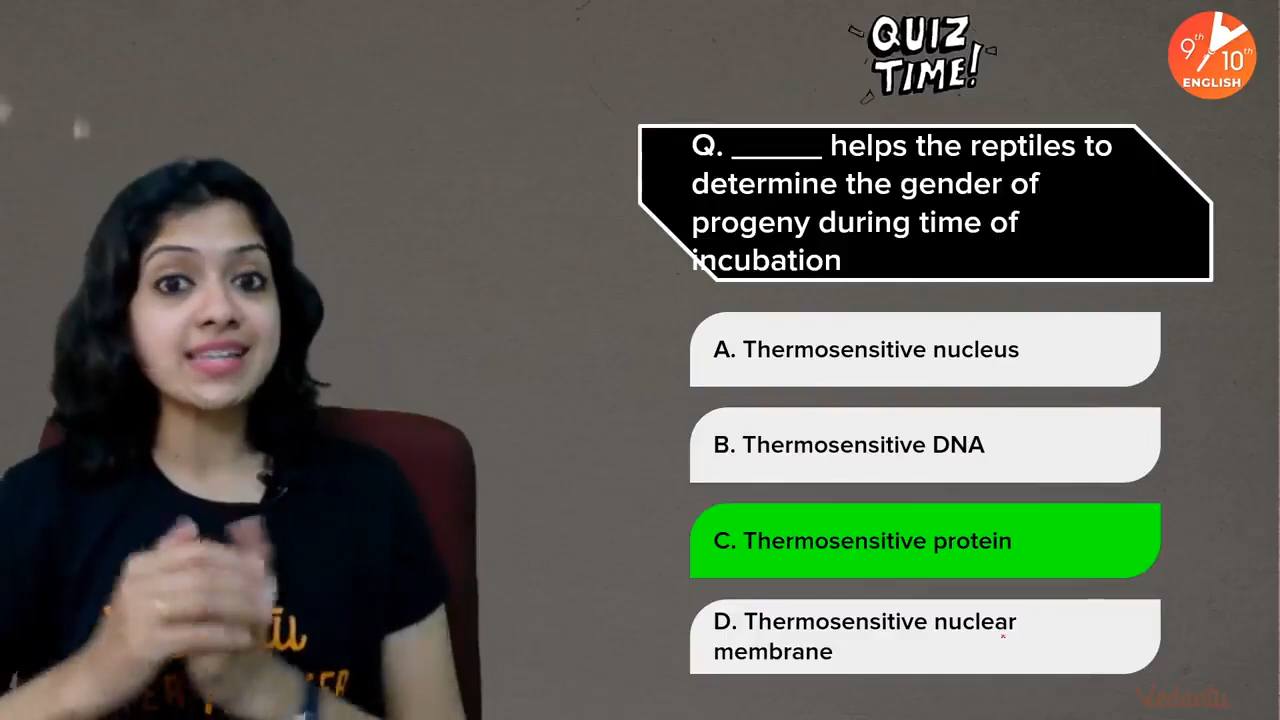 QUIZ
TIME!
9th
10th
ENGLISH
Q. ______ helps the reptiles to
determine the gender of
progeny during time of
incubation
A. Thermosensitive nucleus
B. Thermosensitive DNA
C. Thermosensitive protein
D. Thermosensitive nuclear
membrane
Vedantu